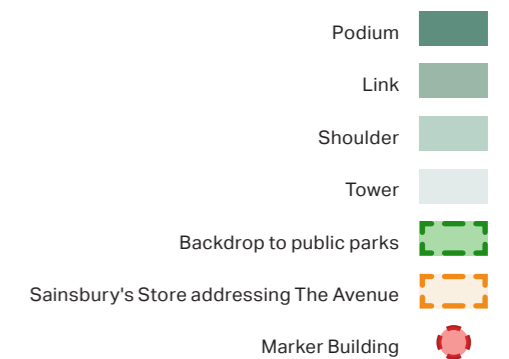 Podium
Link
Shoulder
Tower
Backdrop to public parks
Sainsbury's Store addressing The Avenue
Marker Building